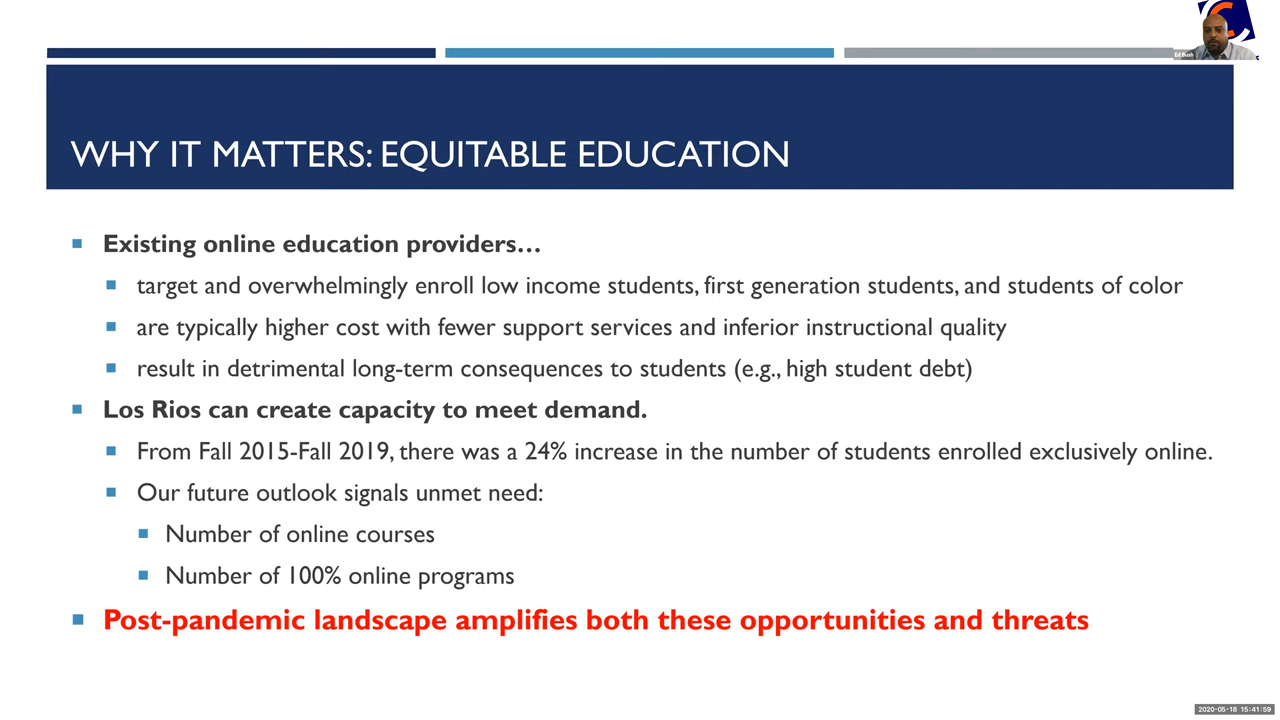 Ed Bush
WHY IT MATTERS: EQUITABLE EDUCATION
Existing online education providers…
target and overwhelmingly enroll low income students, first generation students, and students of color
are typically higher cost with fewer support services and inferior instructional quality
result in detrimental long-term consequences to students (e.g., high student debt)
Los Rios can create capacity to meet demand.
From Fall 2015-Fall 2019, there was a 24% increase in the number of students enrolled exclusively online.
Our future outlook signals unmet need:
Number of online courses
Number of 100% online programs
Post-pandemic landscape amplifies both these opportunities and threats
2020-05-18 15:41:59